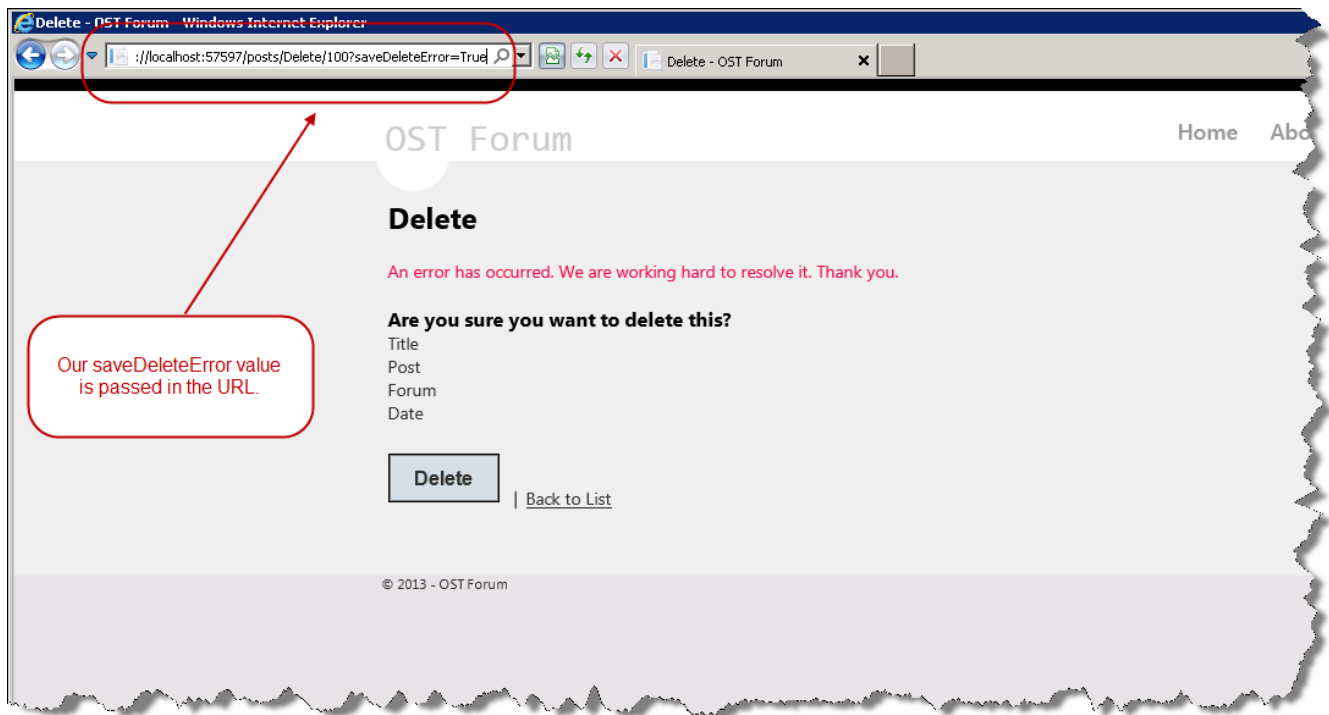 Delete - OST Forum - Windows Internet Explorer
://localhost:57597/posts/Delete/100?saveDeleteError=True
Delete - OST Forum
OST Forum
Home Abo
Delete
An error has occurred. We are working hard to resolve it. Thank you.
Are you sure you want to delete this?
Title
Post
Forum
Date
Our saveDeleteError value
is passed in the URL.
Delete | Back to List
© 2013 - OST Forum